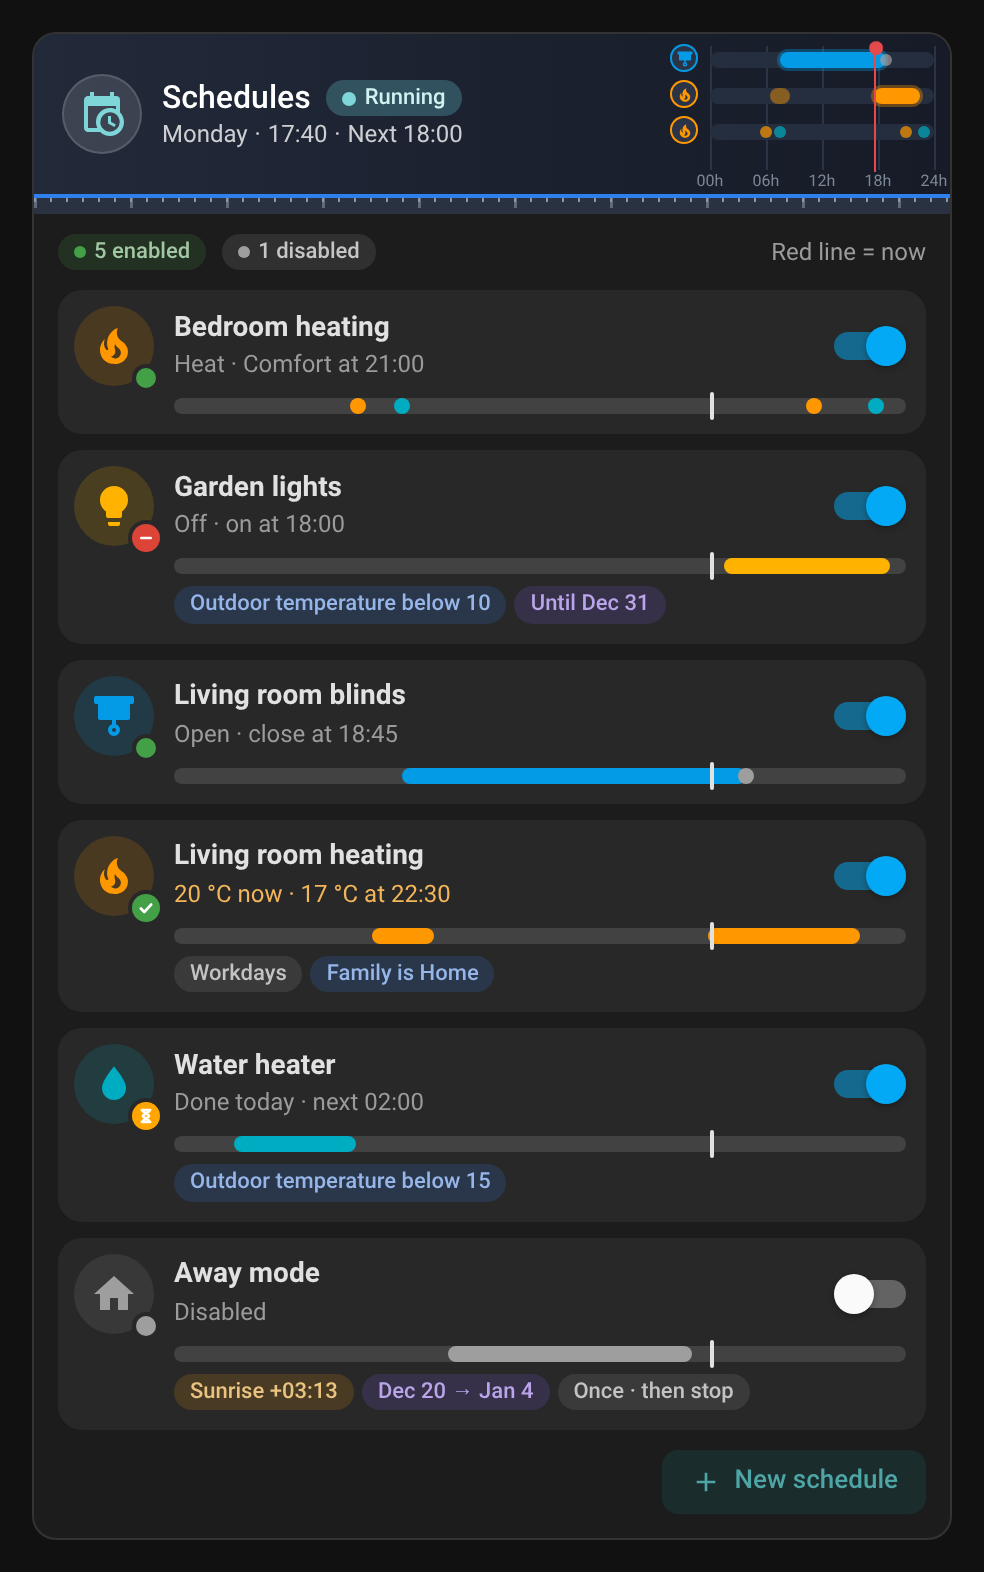 Schedules
Running
Monday · 17:40 · Next 18:00
00h 06h 12h 18h 24h
5 enabled
1 disabled
Red line = now
Bedroom heating
Heat · Comfort at 21:00
Garden lights
Off · on at 18:00
Outdoor temperature below 10
Until Dec 31
Living room blinds
Open · close at 18:45
Living room heating
20 °C now · 17 °C at 22:30
Workdays
Family is Home
Water heater
Done today · next 02:00
Outdoor temperature below 15
Away mode
Disabled
Sunrise +03:13
Dec 20 → Jan 4
Once · then stop
+ New schedule